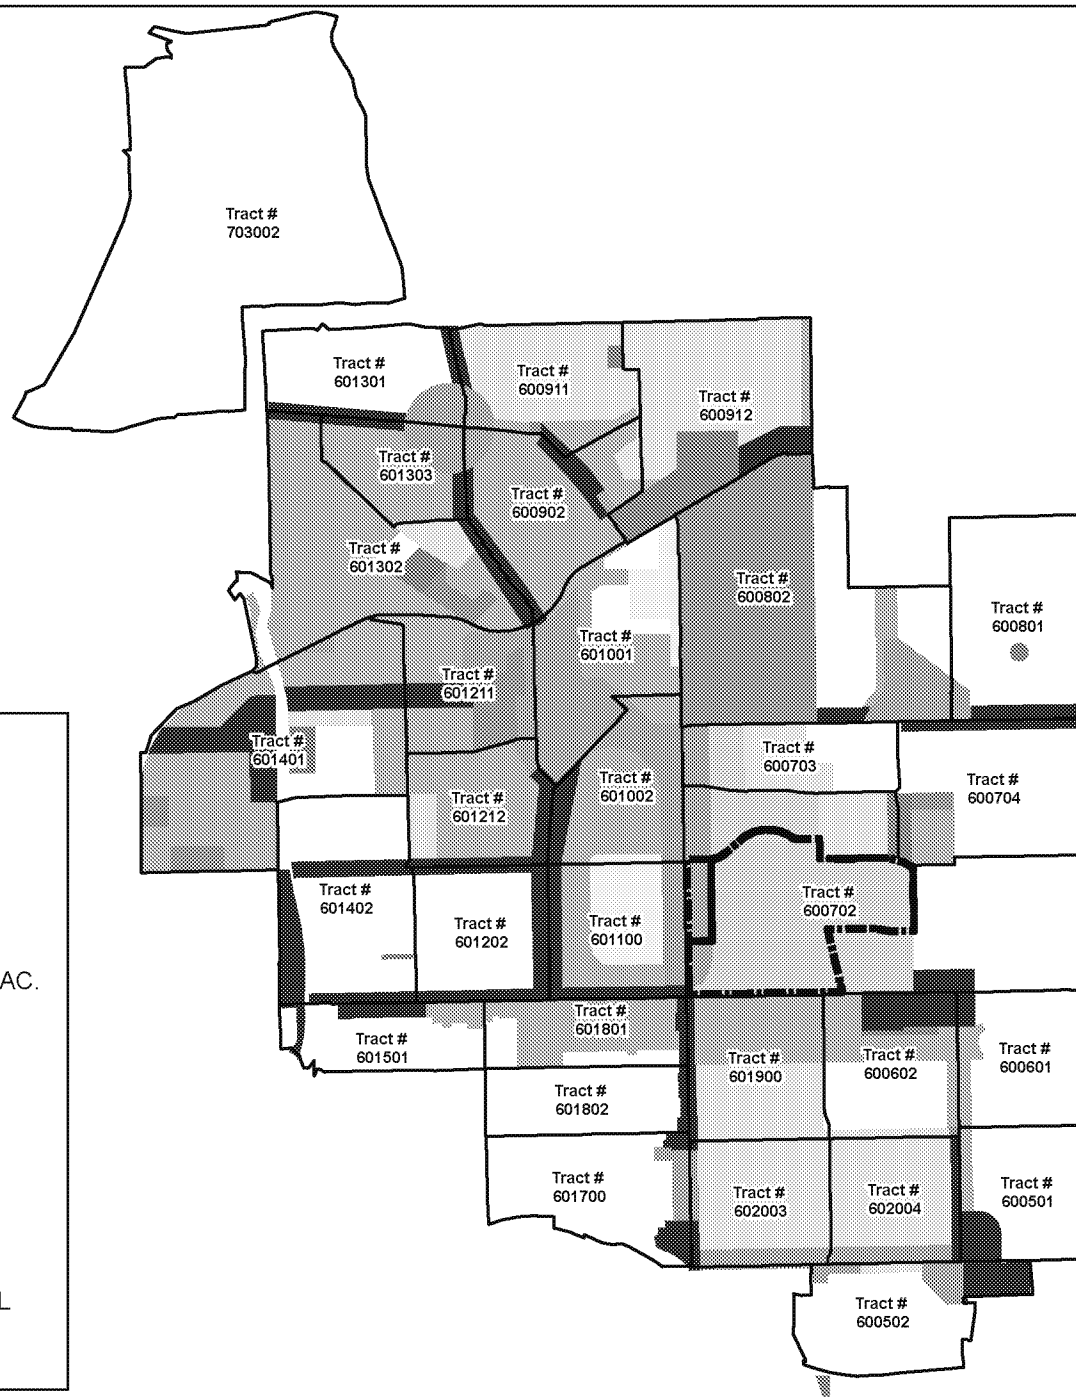 Tract #
703002
Tract #
601301
Tract #
600911
Tract #
600912
Tract #
601303
Tract #
600902
Tract #
601302
Tract #
600802
Tract #
600801
Tract #
601001
Tract #
601211
Tract #
601401
Tract #
600703
Tract #
600704
Tract #
601002
Tract #
601212
Tract #
601402
Tract #
601202
Tract #
601100
Tract #
600702
AC.
Tract #
601801
Tract #
601501
Tract #
601900
Tract #
600602
Tract #
600601
Tract #
601802
Tract #
601700
Tract #
602003
Tract #
602004
Tract #
600501
L
Tract #
600502